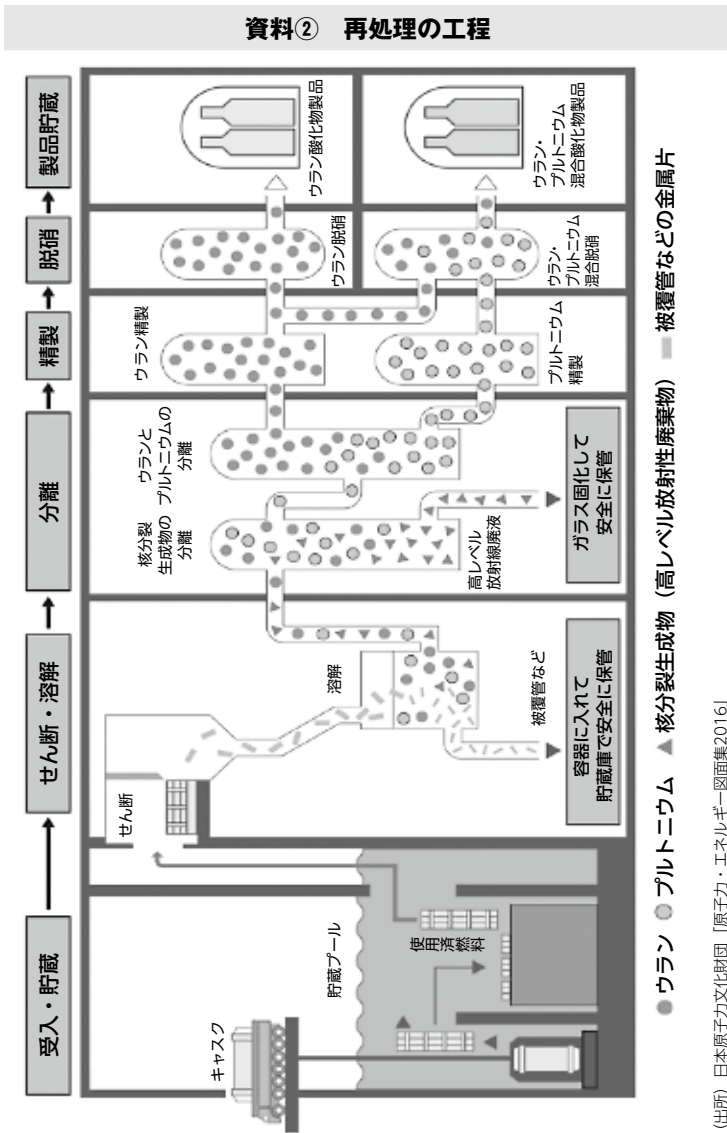 資料② 再処理の工程
受入・貯蔵
せん断・溶解
分離
精製
脱硝
製品貯蔵
キャスク
貯蔵プール
使用済燃料
せん断
溶解
被覆管など
容器に入れて
貯蔵庫で安全に保管
核分裂
生成物の
分離
ウランと
プルトニウムの
分離
高レベル
放射線廃液
ガラス固化して
安全に保管
ウラン精製
プルトニウム
精製
ウラン脱硝
ウラン・
プルトニウム
混合脱硝
ウラン酸化物製品
ウラン・
プルトニウム
混合酸化物製品
ウラン プルトニウム 核分裂生成物（高レベル放射性廃棄物） 被覆管などの金属片
（出所）日本原子力文化財団「原子力・エネルギー図面集2016」